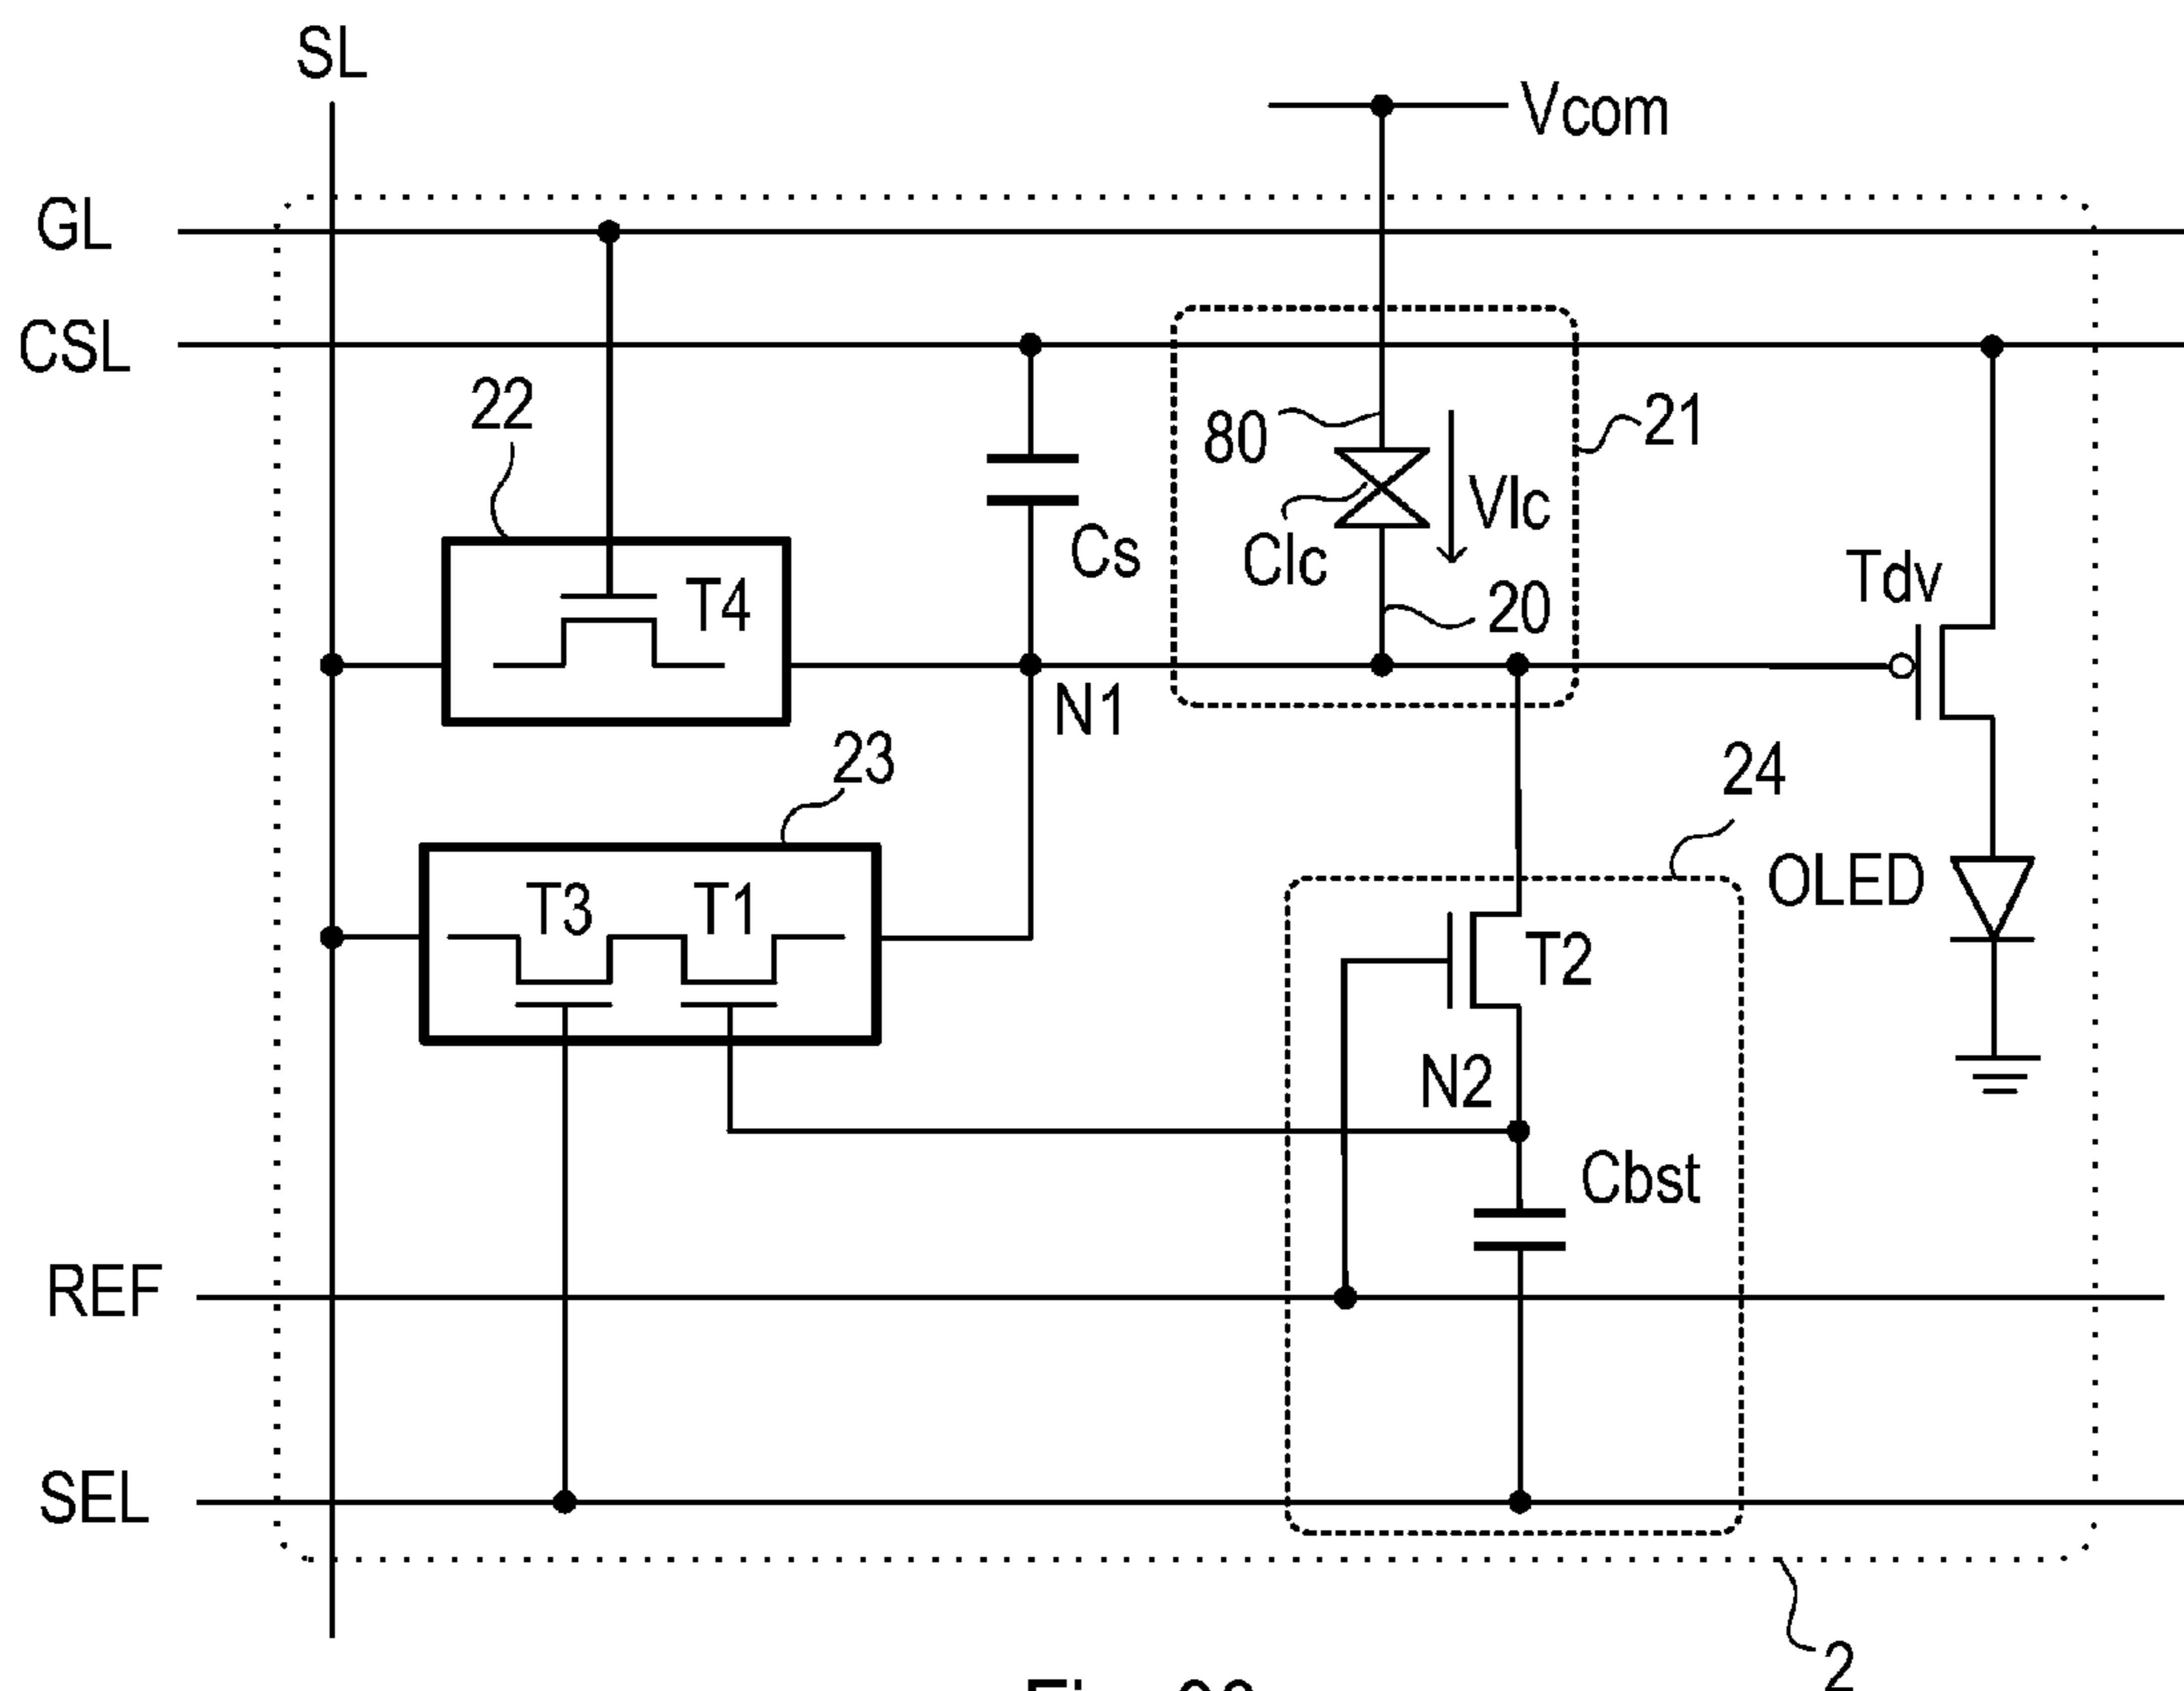 SL
Vcom
GL
CSL
22
80
21
Vlc
Clc
Cs
20
T4
Tdv
N1
23
24
T3
T1
OLED
T2
N2
Cbst
REF
SEL
2